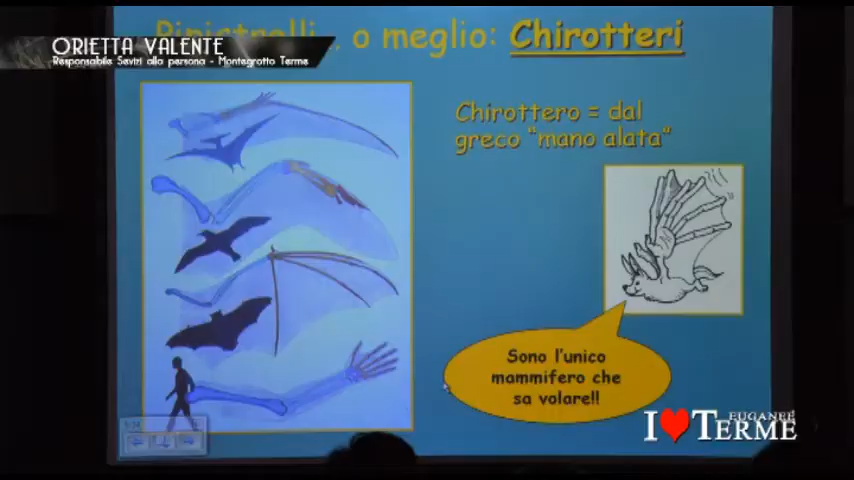 Pipistrelli... o meglio: Chirotteri
ORIETTA VALENTE
Responsabile Sevizi alla persona - Montegrotto Terme
Chirottero = dal
greco "mano alata"
Sono l'unico
mammifero che
sa volare!!
I ❤ TERME
EUGANEE